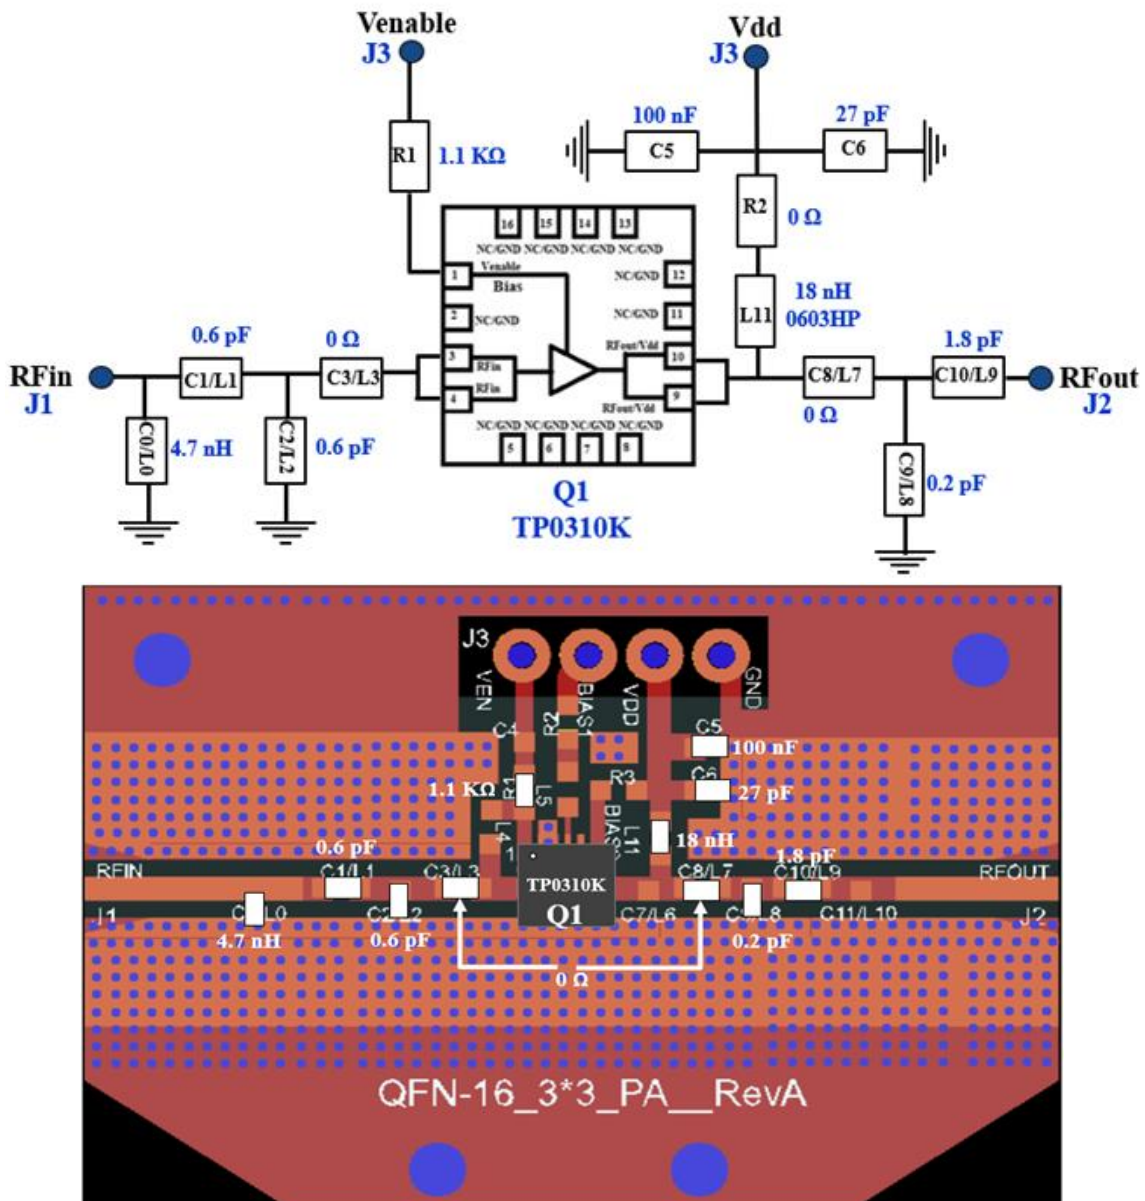 Venable
J3
Vdd
J3
100 nF
27 pF
C5
C6
R1
1.1 KΩ
R2
0 Ω
16
15
14
13
NC/GND NC/GND NC/GND NC/GND
1
Venable
Bias
NC/GND
12
2
NC/GND
NC/GND
11
L11
18 nH
0603HP
3
RFin
RFout/Vdd
10
4
RFin
RFout/Vdd
9
NC/GND NC/GND NC/GND NC/GND
5
6
7
8
0.6 pF
0 Ω
RFin
J1
C1/L1
C3/L3
C0/L0
4.7 nH
C2/L2
0.6 pF
1.8 pF
C8/L7
C10/L9
RFout
J2
0 Ω
C9/L8
0.2 pF
Q1
TP0310K
J3
VEN
BIAS1
VDD
GND
C4
R2
C5
100 nF
1.1 KΩ
R1
L5
R3
C6
27 pF
L4
L11
18 nH
1
0.6 pF
1.8 pF
RFIN
C1/L1
C3/L3
TP0310K
Q1
C8/L7
C10/L9
RFOUT
J1
L0
4.7 nH
C2/L2
0.6 pF
C7/L6
L8
0.2 pF
C11/L10
J2
0 Ω
QFN-16_3*3_PA__RevA